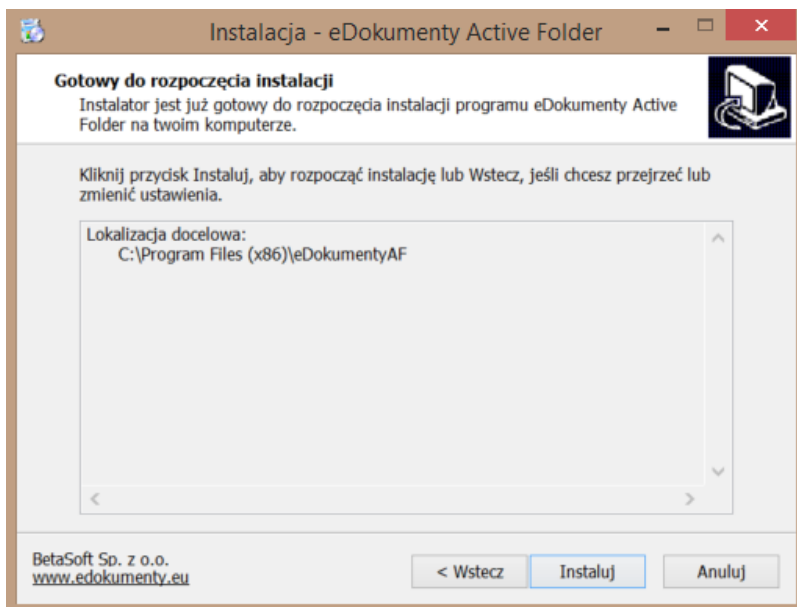 Instalacja - eDokumenty Active Folder
Gotowy do rozpoczęcia instalacji
Instalator jest już gotowy do rozpoczęcia instalacji programu eDokumenty Active
Folder na twoim komputerze.
Kliknij przycisk Instaluj, aby rozpocząć instalację lub Wstecz, jeśli chcesz przejrzeć lub
zmienić ustawienia.
Lokalizacja docelowa:
C:\Program Files (x86)\eDokumentyAF
BetaSoft Sp. z o.o.
www.edokumenty.eu
< Wstecz
Instaluj
Anuluj